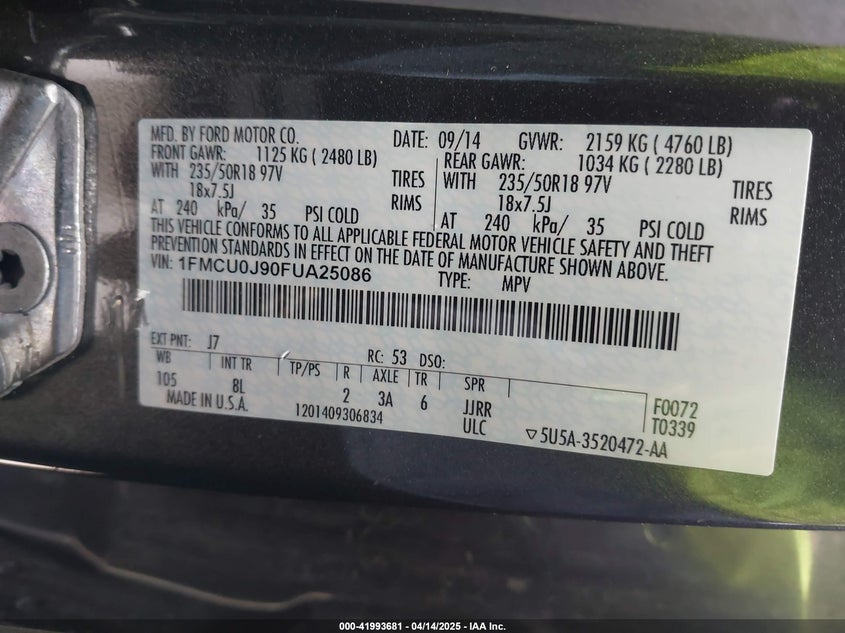 MFD. BY FORD MOTOR CO. DATE: 09/14 GVWR: 2159 KG ( 4760 LB)
FRONT GAWR: 1125 KG ( 2480 LB) REAR GAWR: 1034 KG ( 2280 LB)
WITH 235/50R18 97V TIRES WITH 235/50R18 97V TIRES
18x7.5J RIMS 18x7.5J RIMS
AT 240 kPa/ 35 PSI COLD AT 240 kPa/ 35 PSI COLD
THIS VEHICLE CONFORMS TO ALL APPLICABLE FEDERAL MOTOR VEHICLE SAFETY AND THEFT
PREVENTION STANDARDS IN EFFECT ON THE DATE OF MANUFACTURE SHOWN ABOVE.
VIN: 1FMCU0J90FUA25086 TYPE: MPV
EXT PNT: J7 RC: 53 DSO:
WB INT TR TP/PS R AXLE TR SPR
105 8L 2 3A 6 JJRR F0072
MADE IN U.S.A. 1201409306834 ULC ▽5U5A-3520472-AA T0339
000-41993681 / 04/14/2025 - IAA Inc.